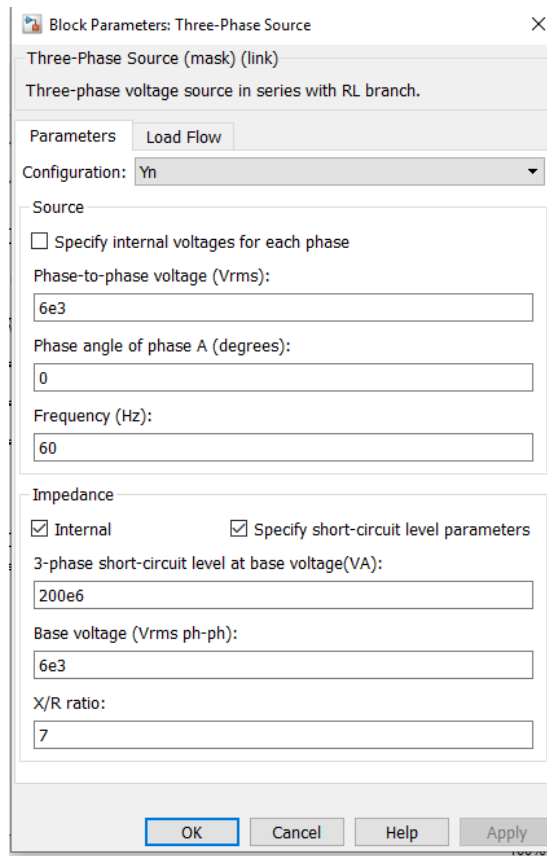 Block Parameters: Three-Phase Source
Three-Phase Source (mask) (link)
Three-phase voltage source in series with RL branch.
Parameters Load Flow
Configuration: Yn
Source
Specify internal voltages for each phase
Phase-to-phase voltage (Vrms):
6e3
Phase angle of phase A (degrees):
0
Frequency (Hz):
60
Impedance
Internal Specify short-circuit level parameters
3-phase short-circuit level at base voltage(VA):
200e6
Base voltage (Vrms ph-ph):
6e3
X/R ratio:
7
OK Cancel Help Apply